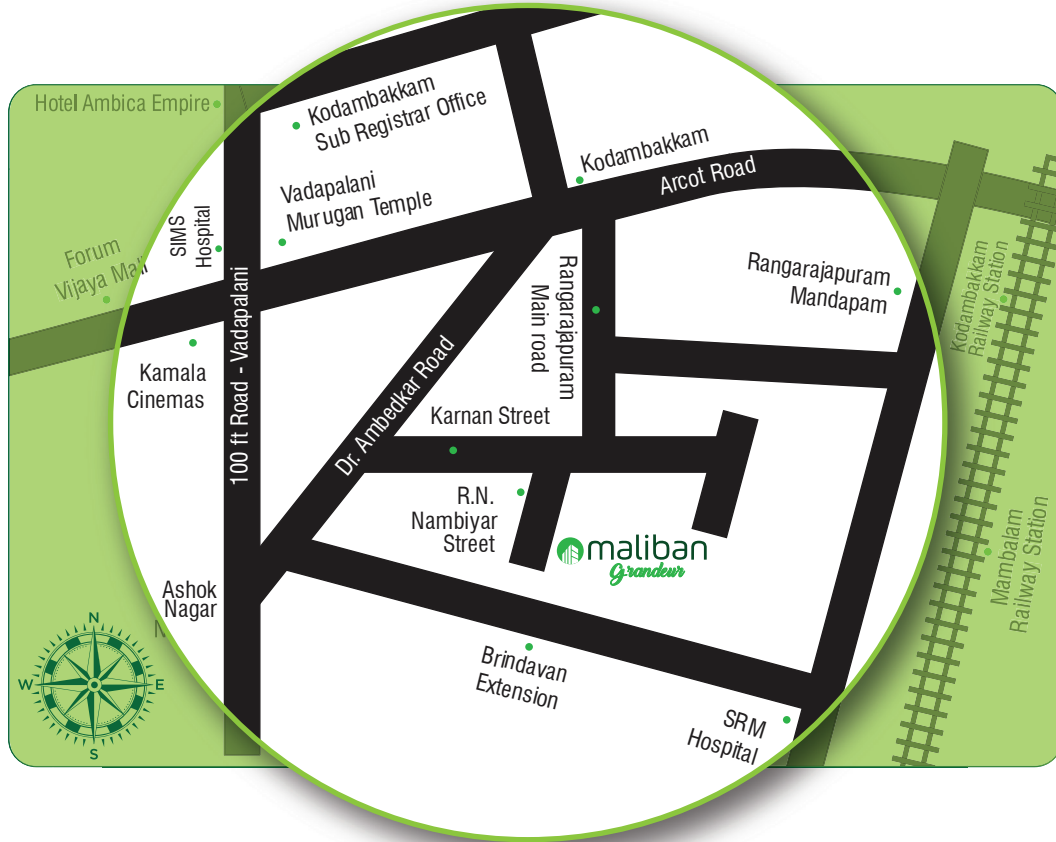 Hotel Ambica Empire
Kodambakkam
Sub Registrar Office
Kodambakkam
Arcot Road
Vadapalani
Murugan Temple
SIMS
Hospital
Forum
Vijaya Mall
Kamala
Cinemas
100 ft Road - Vadapalani
Dr. Ambedkar Road
Rangarajapuram
Main road
Rangarajapuram
Mandapam
Kodambakkam
Railway Station
Karnan Street
R.N.
Nambiyar
Street
maliban
Grandeur
Mambalam
Railway Station
Ashok
Nagar
N
W
E
S
Brindavan
Extension
SRM
Hospital